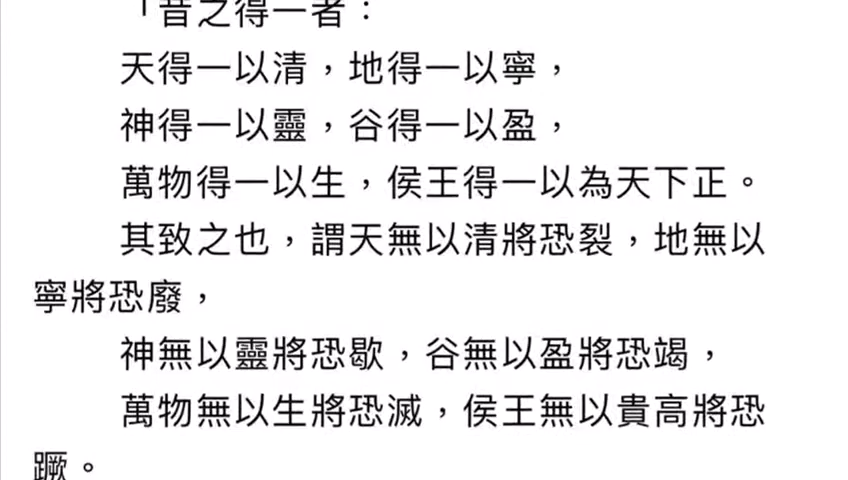 「昔之得一者：
天得一以清，地得一以寧，
神得一以靈，谷得一以盈，
萬物得一以生，侯王得一以為天下正。
其致之也，謂天無以清將恐裂，地無以
寧將恐廢，
神無以靈將恐歇，谷無以盈將恐竭，
萬物無以生將恐滅，侯王無以貴高將恐
蹶。